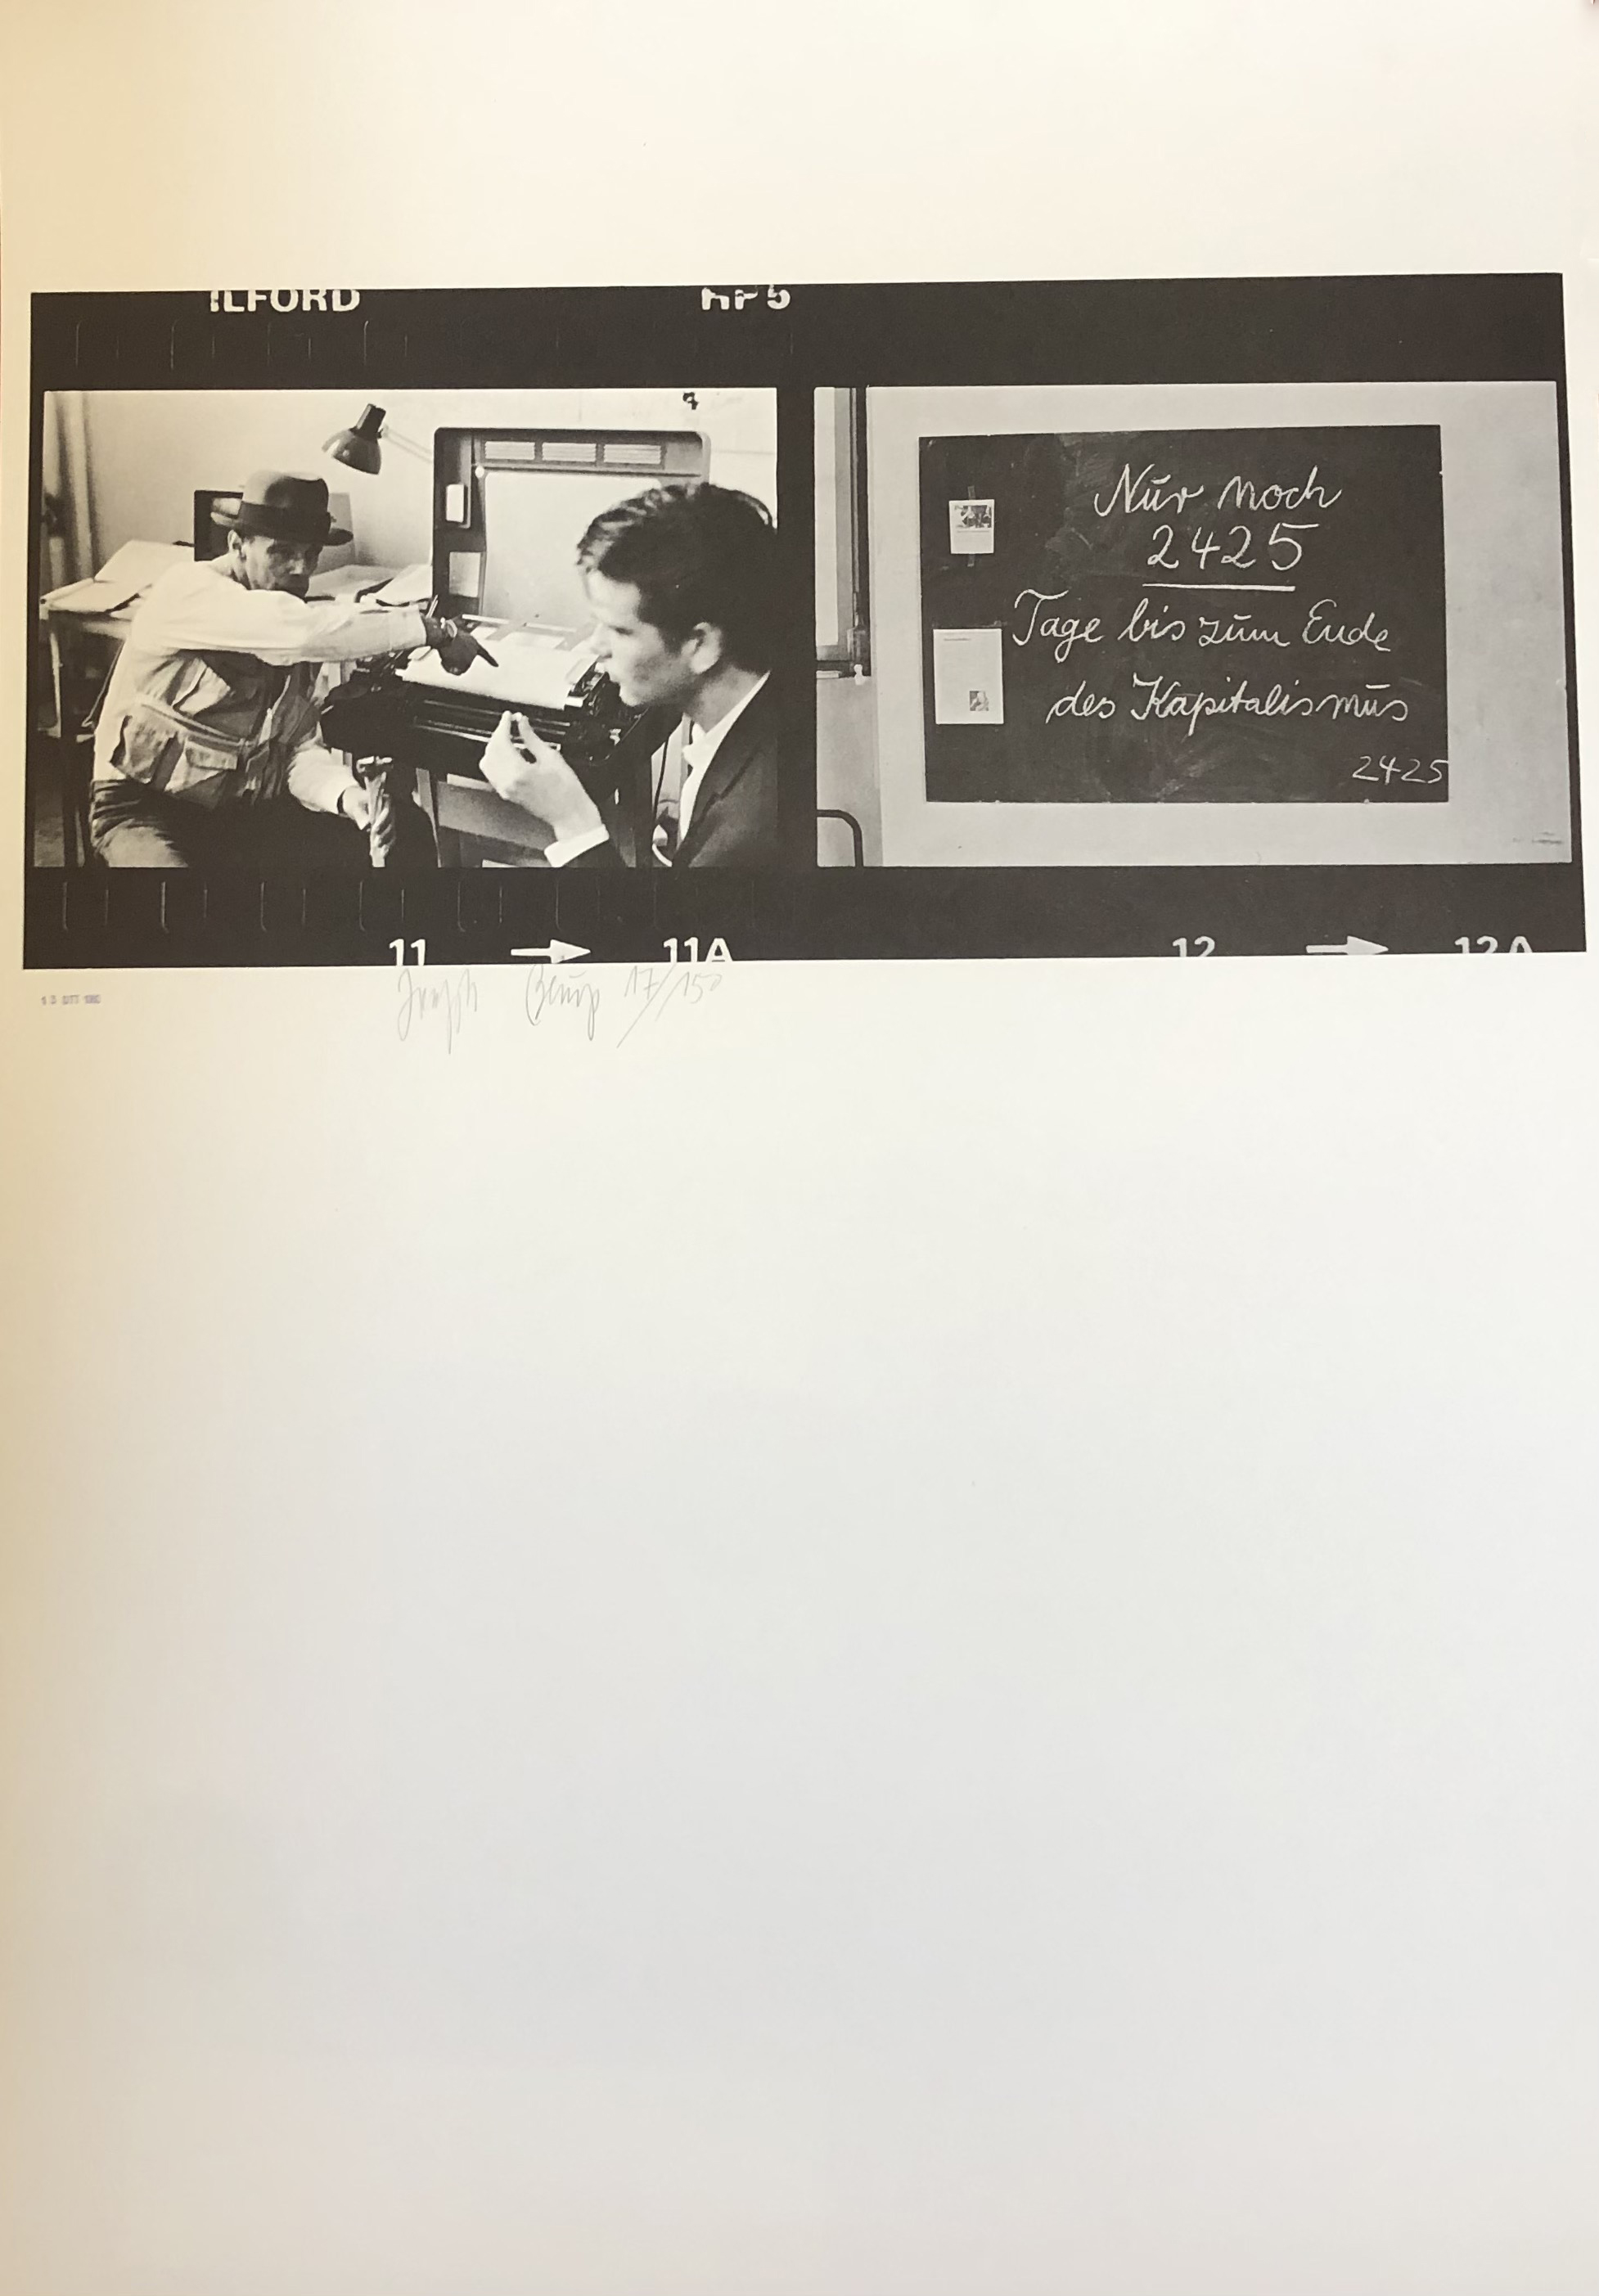 ILFORD HP5
Nur noch
2425
Tage bis zum Ende
des Kapitalismus
2425
11 → 11A 12 → 12A
Joseph Beuys 17/150